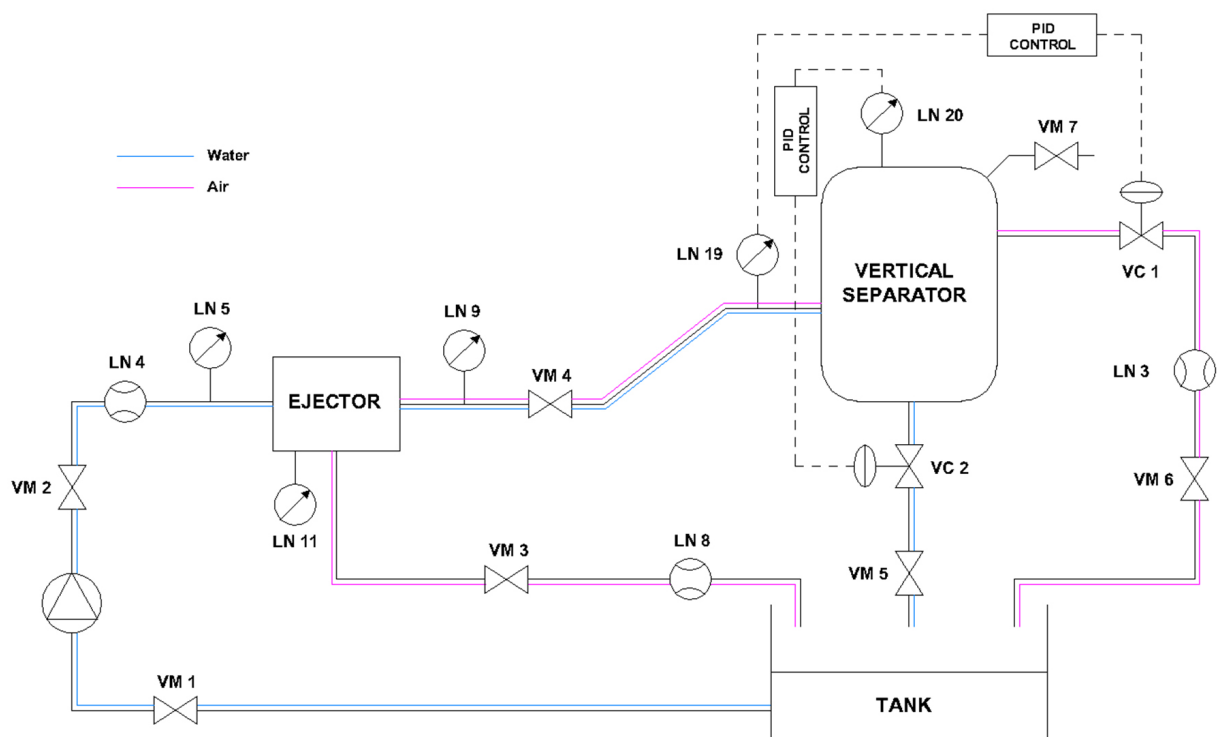 PID
CONTROL
LN 20
VM 7
PID
CONTROL
Water
Air
LN 19
VERTICAL
SEPARATOR
VC 1
LN 5
LN 9
LN 4
VM 4
LN 3
EJECTOR
VC 2
VM 6
VM 2
LN 11
VM 3
LN 8
VM 5
VM 1
TANK